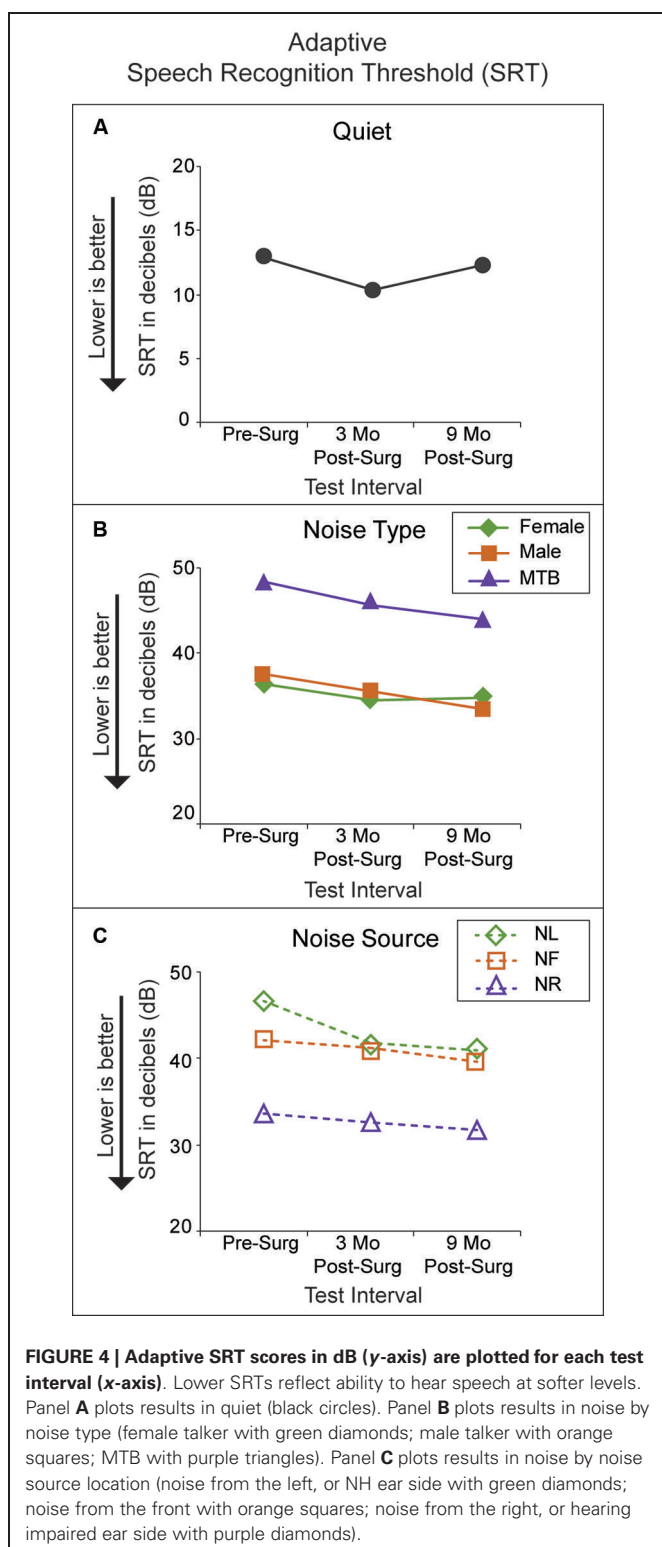 Adaptive
Speech Recognition Threshold (SRT)
A
Quiet
Lower is better
SRT in decibels (dB)
20
15
10
5
0
Pre-Surg
3 Mo
Post-Surg
9 Mo
Post-Surg
Test Interval
B
Noise Type
Female
Male
MTB
Lower is better
SRT in decibels (dB)
50
40
30
20
Pre-Surg
3 Mo
Post-Surg
9 Mo
Post-Surg
Test Interval
C
Noise Source
NL
NF
NR
Lower is better
SRT in decibels (dB)
50
40
30
20
Pre-Surg
3 Mo
Post-Surg
9 Mo
Post-Surg
Test Interval
FIGURE 4 | Adaptive SRT scores in dB (y-axis) are plotted for each test
interval (x-axis). Lower SRTs reflect ability to hear speech at softer levels.
Panel A plots results in quiet (black circles). Panel B plots results in noise by
noise type (female talker with green diamonds; male talker with orange
squares; MTB with purple triangles). Panel C plots results in noise by noise
source location (noise from the left, or NH ear side with green diamonds;
noise from the front with orange squares; noise from the right, or hearing
impaired ear side with purple diamonds).